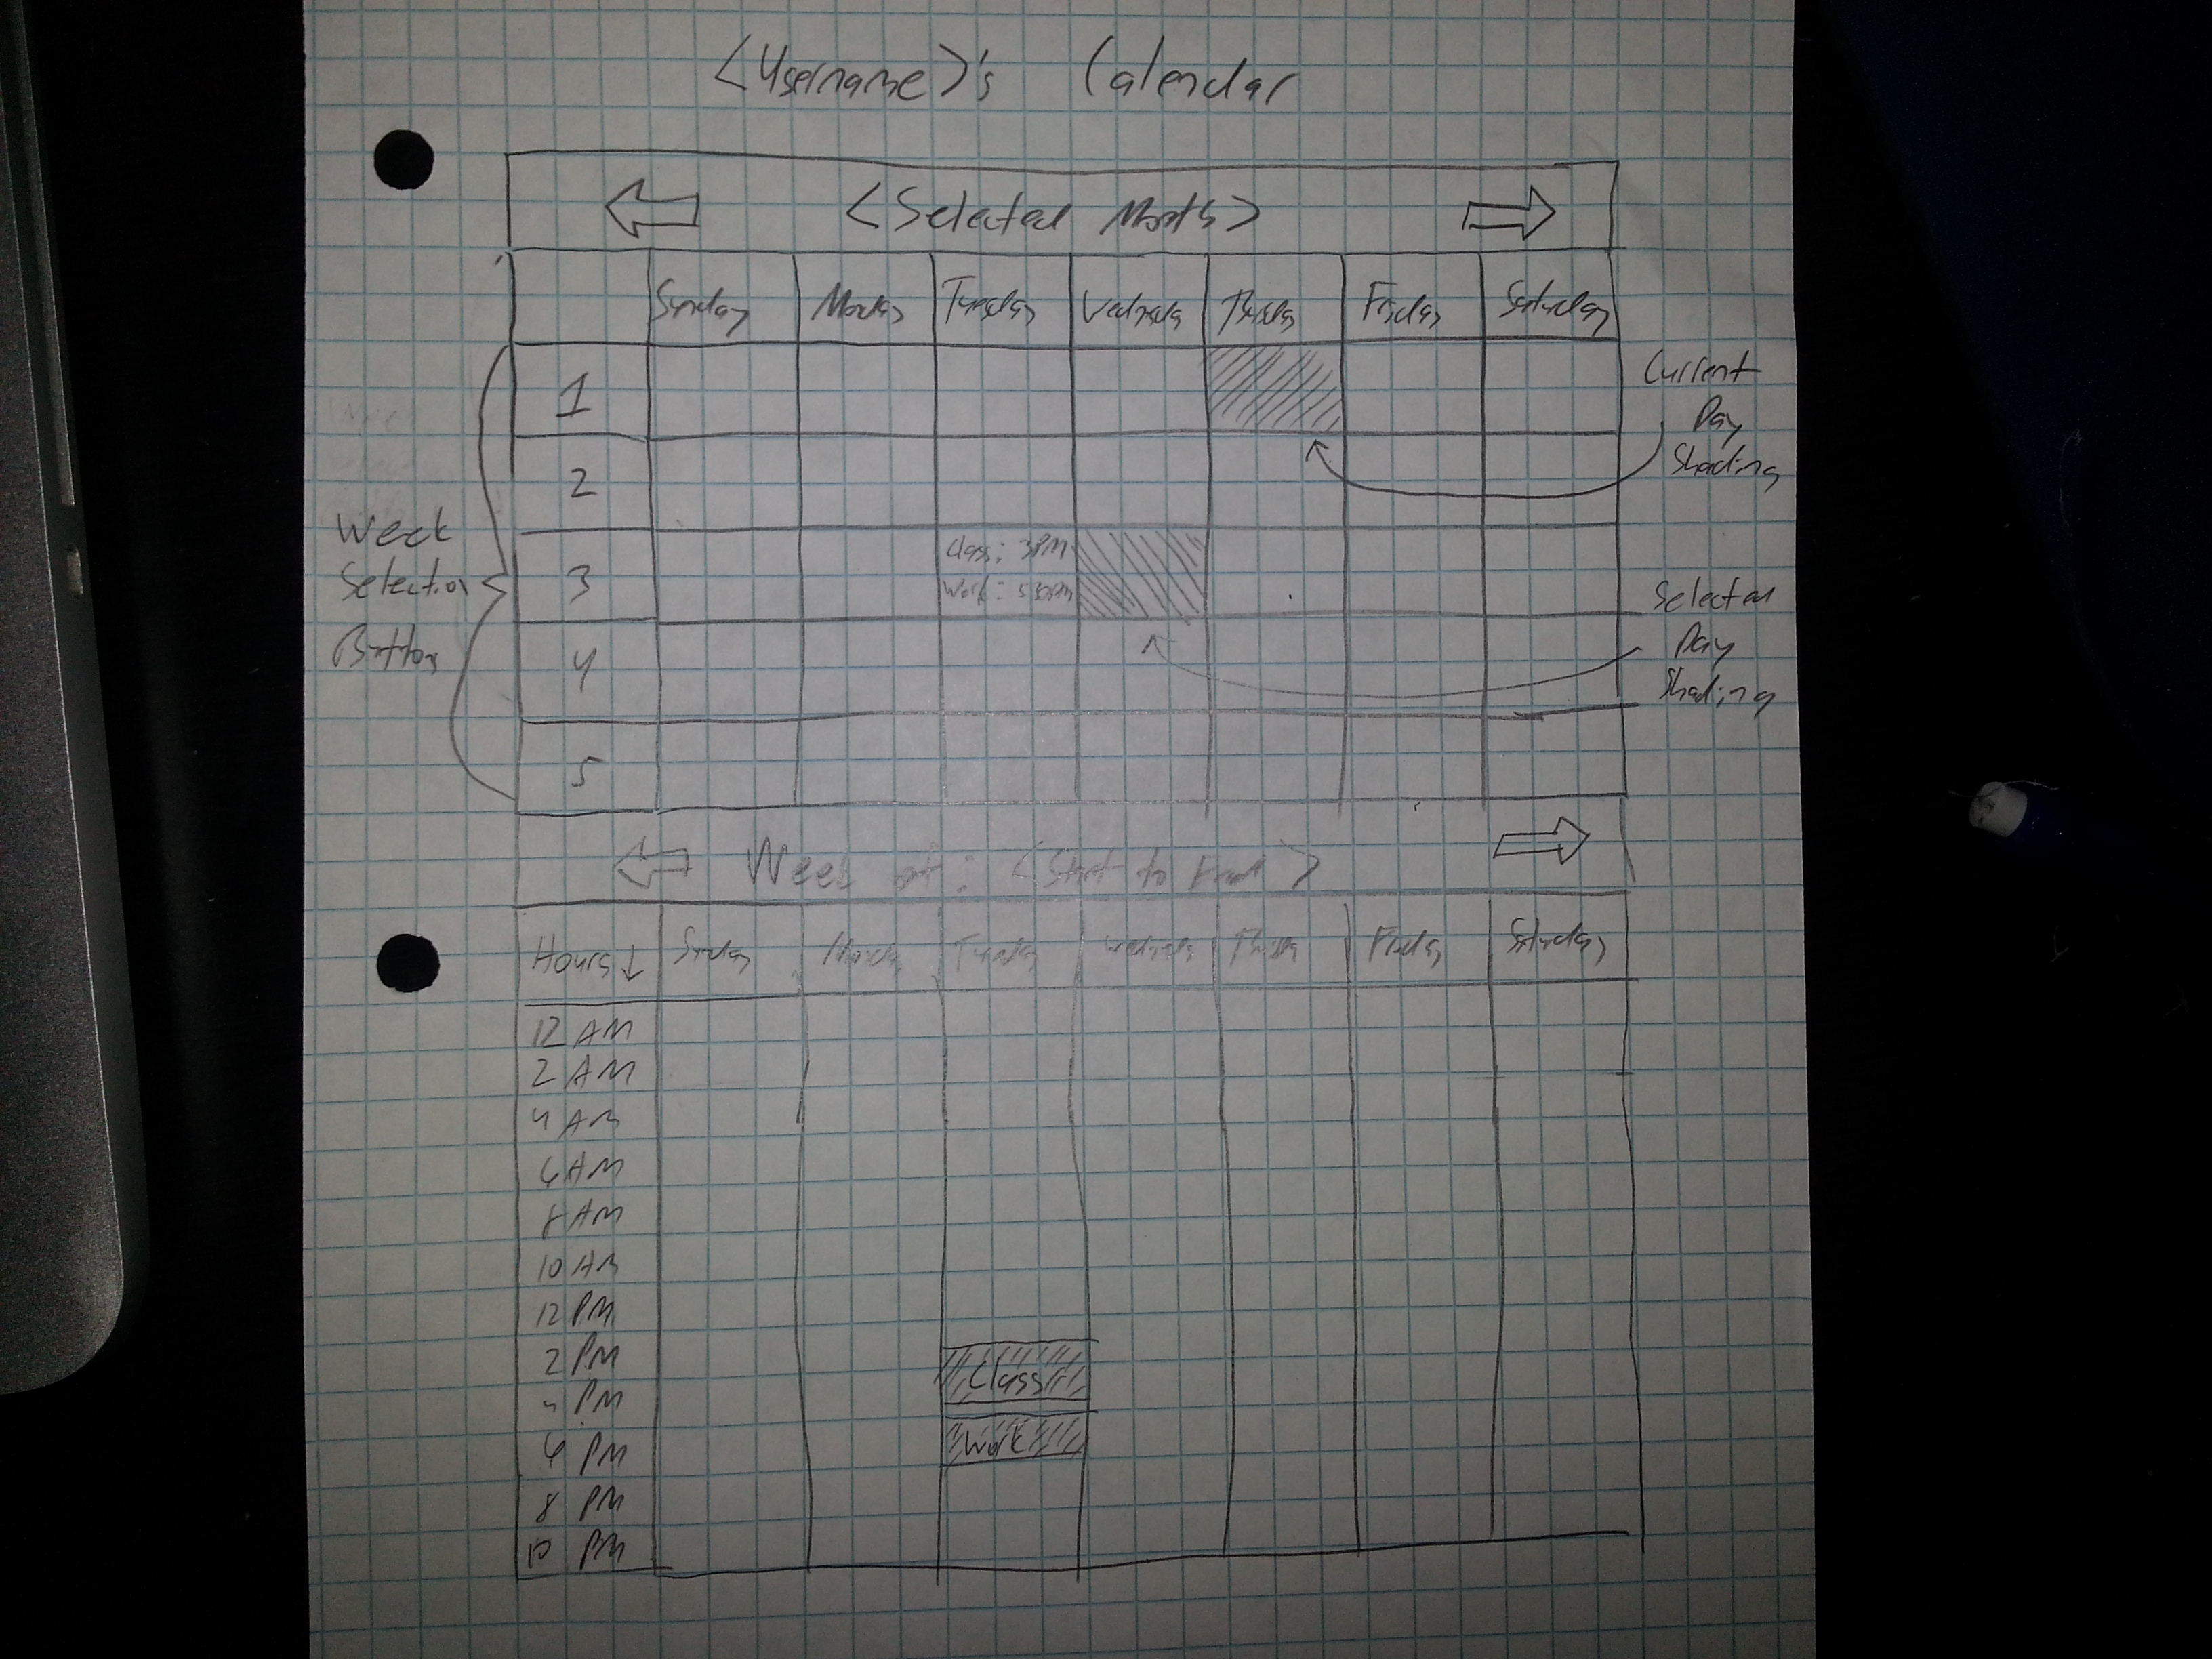 <Username>'s Calendar
<Selected Month>
Sunday Monday Tuesday Wednesday Thursday Friday Saturday
1
2
3 Class: 3PM
Work: 530PM
4
5
Current
Day
Shading
Week
Selection
Button
Selected
Day
Shading
Week of: <Start to End>
Hours ↓ Sunday Monday Tuesday Wednesday Thursday Friday Saturday
12 AM
2 AM
4 AM
6 AM
8 AM
10 AM
12 PM
2 PM
Class
4 PM
6 PM Work
8 PM
10 PM